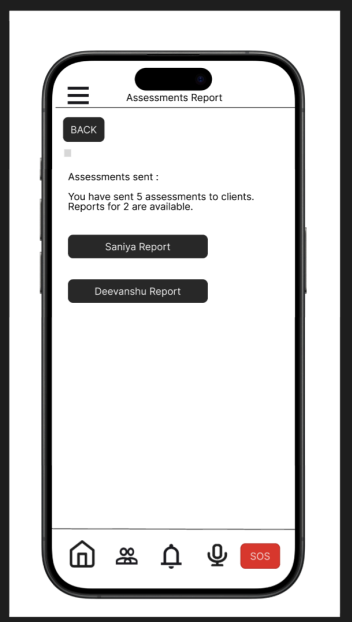 Assessments Report
BACK
Assessments sent :
You have sent 5 assessments to clients.
Reports for 2 are available.
Saniya Report
Deevanshu Report
SOS